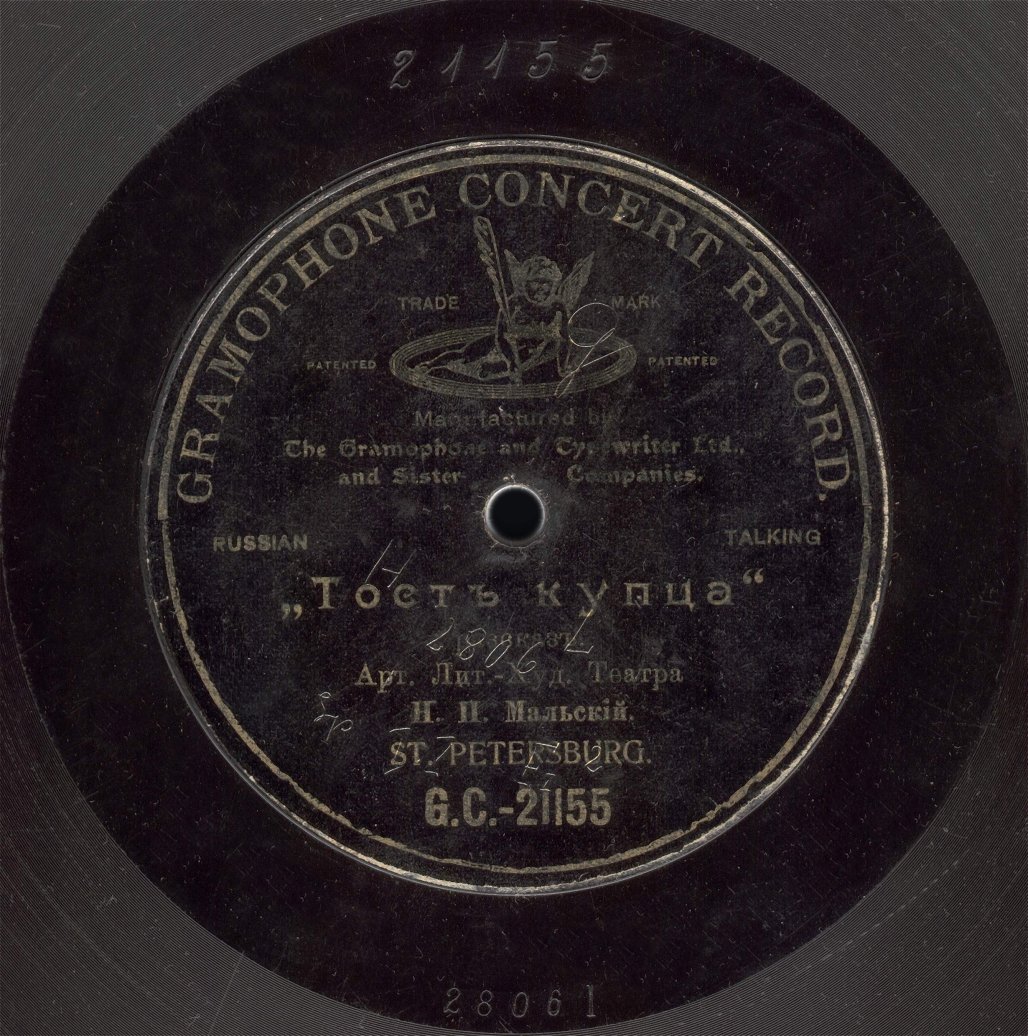 21155
GRAMOPHONE CONCERT RECORD.
TRADE MARK
PATENTED PATENTED
Manufactured by
The Gramophone and Typewriter Ltd.,
and Sister Companies.
RUSSIAN TALKING
„Тостъ купца“
Арт. Лит.-Худ. Театра
Н. П. Мальскій.
ST. PETERSBURG.
G.C.-21155
28061